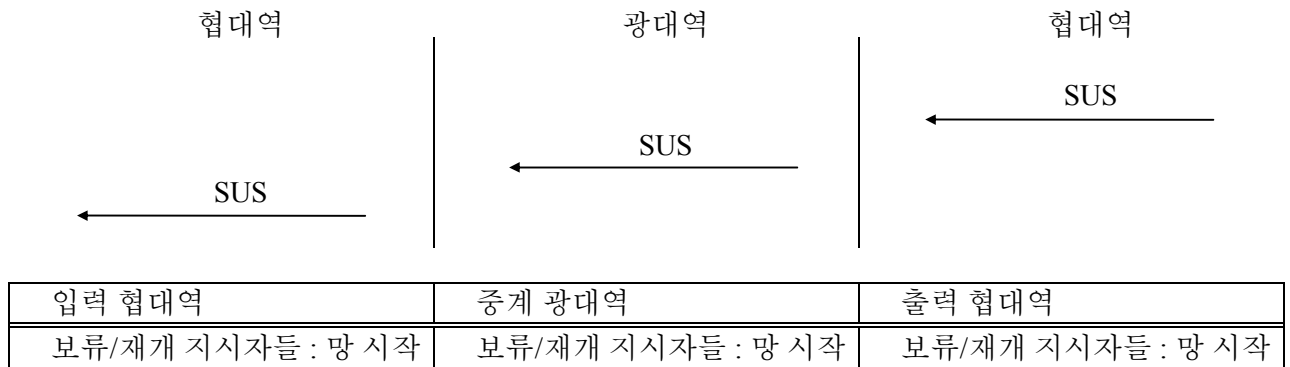 협대역 광대역 협대역
SUS
SUS
SUS
입력 협대역 중계 광대역 출력 협대역
보류/재개 지시자들 : 망 시작 보류/재개 지시자들 : 망 시작 보류/재개 지시자들 : 망 시작